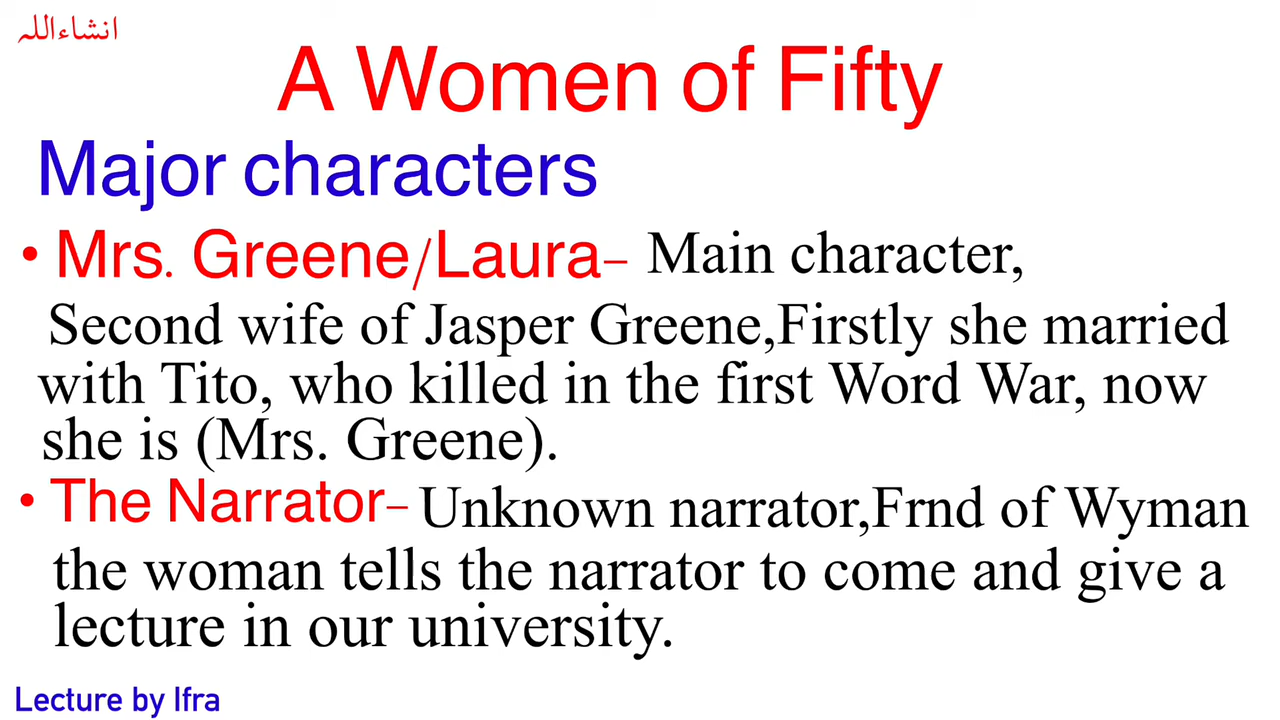 انشاءاللہ
A Women of Fifty
Major characters
• Mrs. Greene/Laura– Main character,
Second wife of Jasper Greene,Firstly she married
with Tito, who killed in the first Word War, now
she is (Mrs. Greene).
• The Narrator– Unknown narrator,Frnd of Wyman
the woman tells the narrator to come and give a
lecture in our university.
Lecture by Ifra